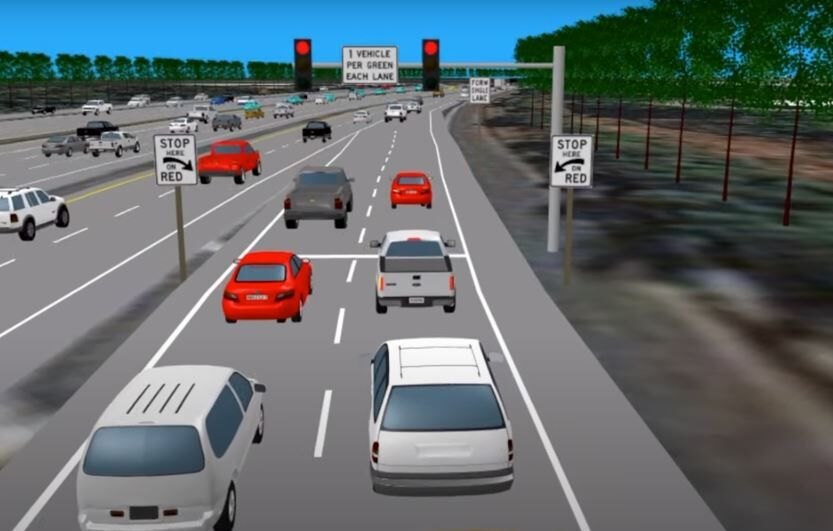 1 VEHICLE
PER GREEN
EACH LANE
FORM
SINGLE
LANE
STOP
HERE
ON
RED
STOP
HERE
ON
RED